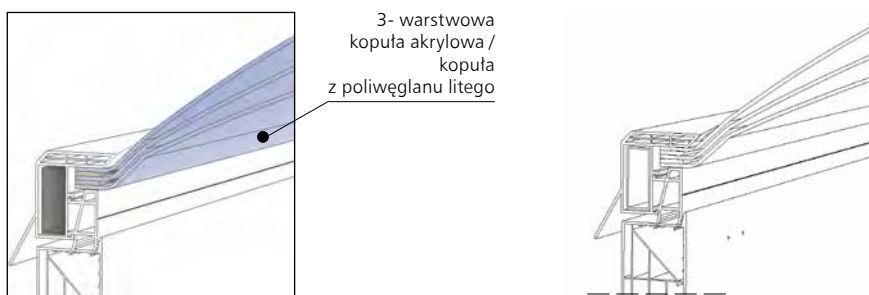 3- warstwowa
kopuła akrylowa /
kopuła
z poliwęglanu litego